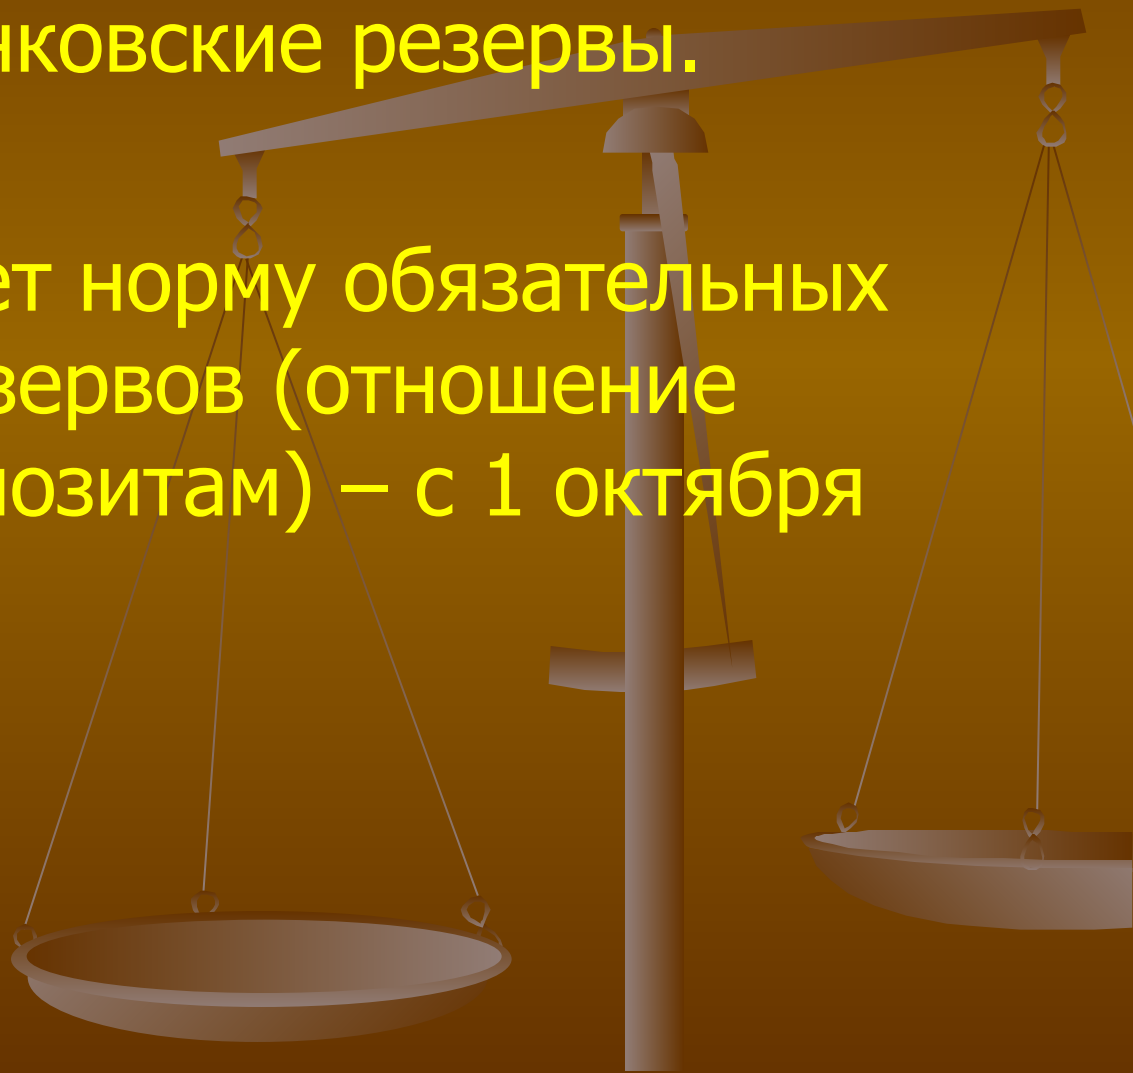 нковские резервы.
ет норму обязательных
зервов (отношение
позитам) – с 1 октября